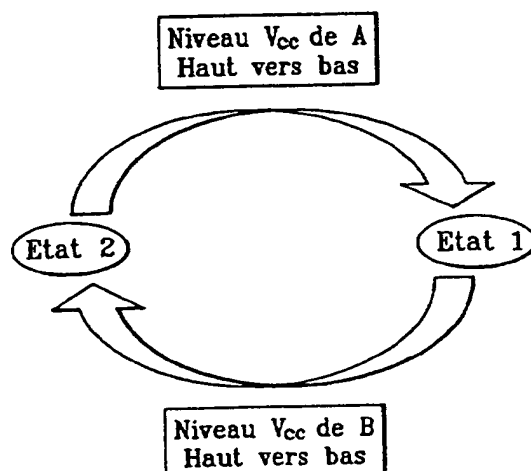 Niveau Vcc de A
Haut vers bas
Etat 2
Etat 1
Niveau Vcc de B
Haut vers bas